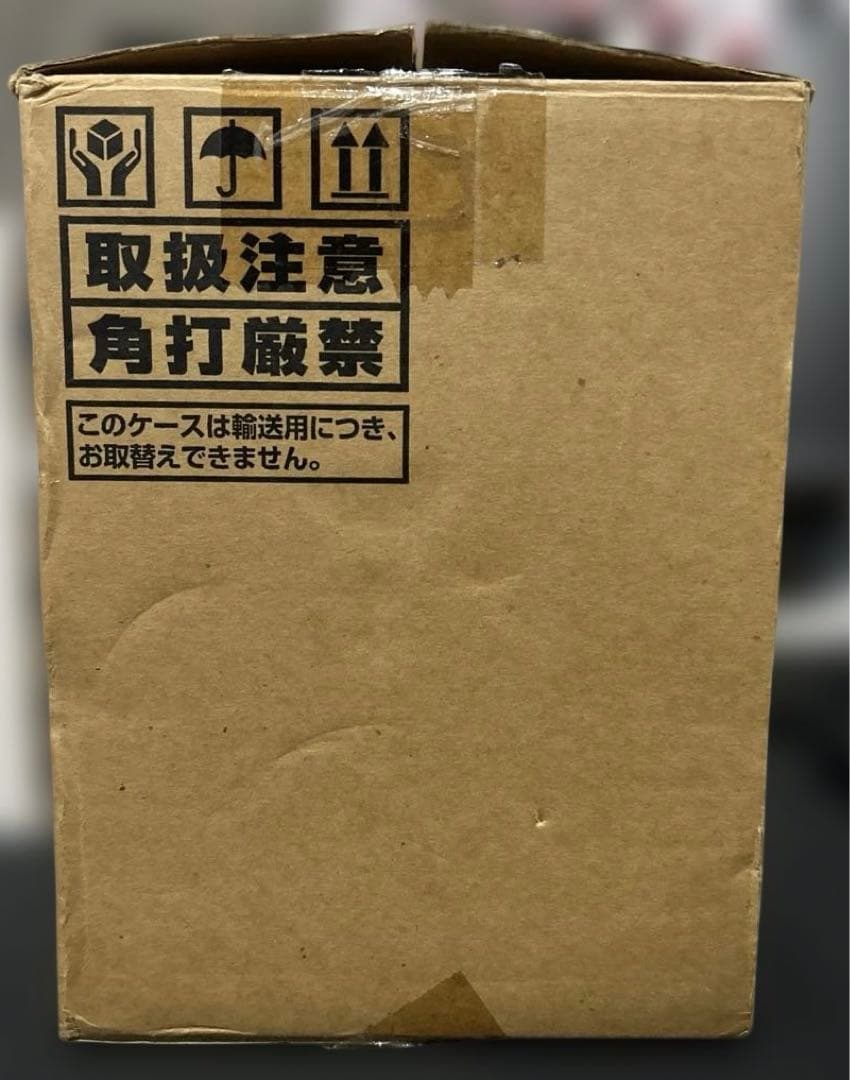 取扱注意
角打厳禁
このケースは輸送用につき、
お取替えできません。